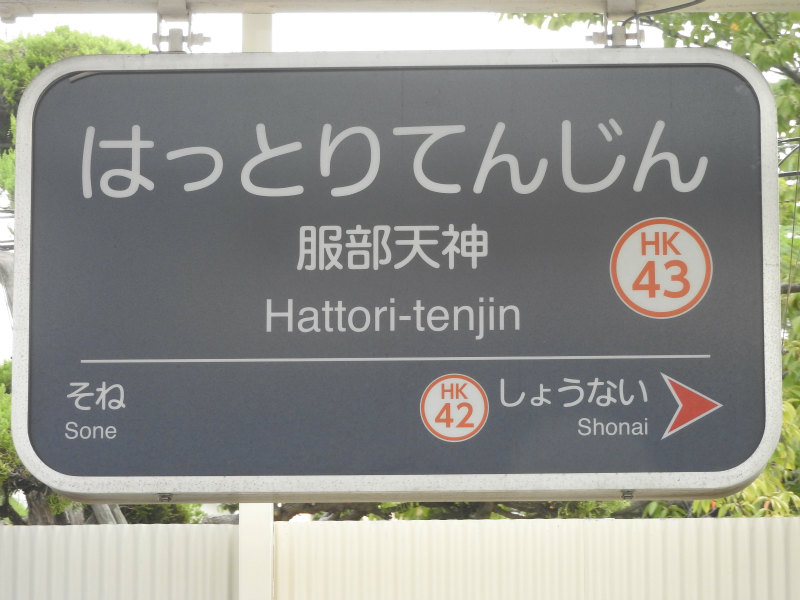 はっとりてんじん
服部天神
HK
43
Hattori-tenjin
そね
Sone
HK
42
しょうない
Shonai